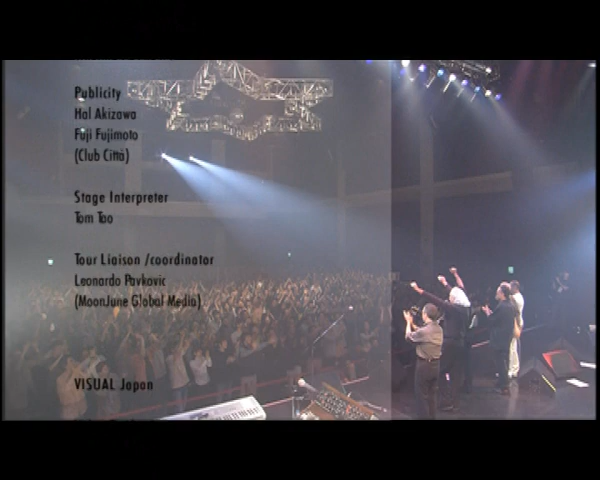 Publicity
Hal Akizawa
Fuji Fujimoto
(Club Città)
Stage Interpreter
Tom Tao
Tour Liaison /coordinator
Leonardo Pavkovic
(MoonJune Global Media)
VISUAL Japan